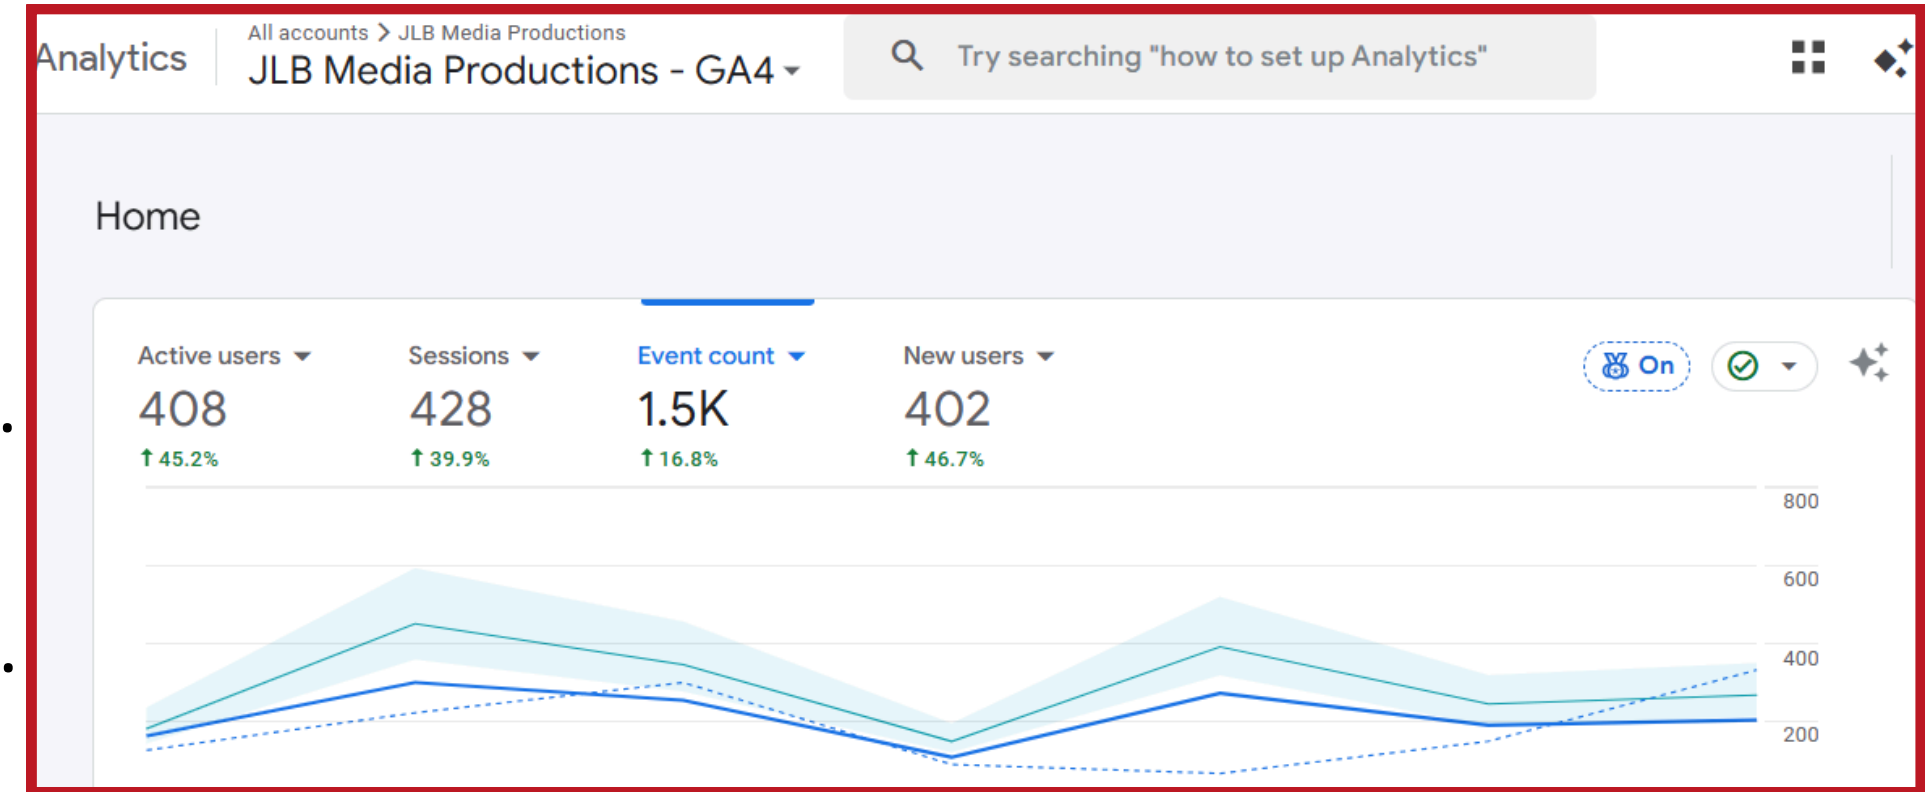 Analytics
All accounts > JLB Media Productions
JLB Media Productions - GA4
Try searching "how to set up Analytics"
Home
Active users
408
↑ 45.2%
Sessions
428
↑ 39.9%
Event count
1.5K
↑ 16.8%
New users
402
↑ 46.7%
On
800
600
400
200